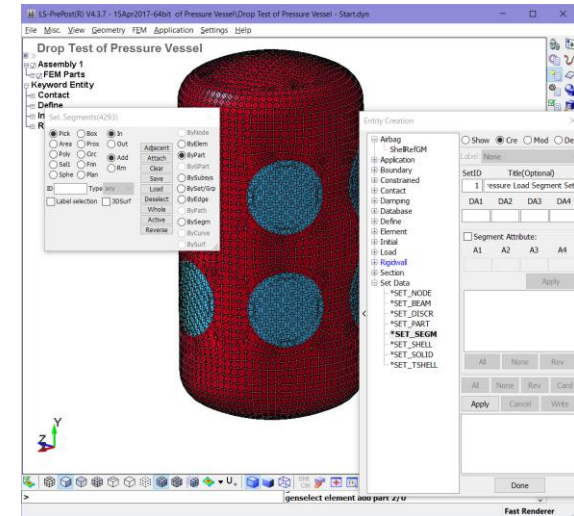 LS-PrePost(R) V4.3.7 - 15Apr2017-64bit of Pressure Vessel\Drop Test of Pressure Vessel - Start.dyn
File Misc. View Geometry FEM Application Settings Help
Drop Test of Pressure Vessel
Assembly 1
FEM Parts
Keyword Entity
Contact
Define
In
R
Set. Segments(4293)
Pick Box In
Area Prox Out
Poly Circ
Sel1 Frin Add
Sphe Plan Rm
ID Type any
Label selection 3DSurf
Adjacent
Attach
Clear
Save
Load
Deselect
Whole
Active
Reverse
ByNode
ByElem
ByPart
ByGPart
BySubsys
BySet/Grp
ByEdge
ByPath
BySegm
ByCurve
BySurf
Entity Creation
Airbag
ShellRefGM
Application
Boundary
Constrained
Contact
Damping
Database
Define
Element
Initial
Load
Rigidwall
Section
Set Data
*SET_NODE
*SET_BEAM
*SET_DISCR
*SET_PART
*SET_SEGM
*SET_SHELL
*SET_SOLID
*SET_TSHELL
Show Cre Mod De
Label: None
SetID Title(Optional)
1 ressure Load Segment Set
DA1 DA2 DA3 DA4
Segment Attribute:
A1 A2 A3 A4
Apply
All None Rev
All None Rev Card
Apply Cancel Write
Done
Y
Z
>
genselect element add part 2/0
Fast Renderer